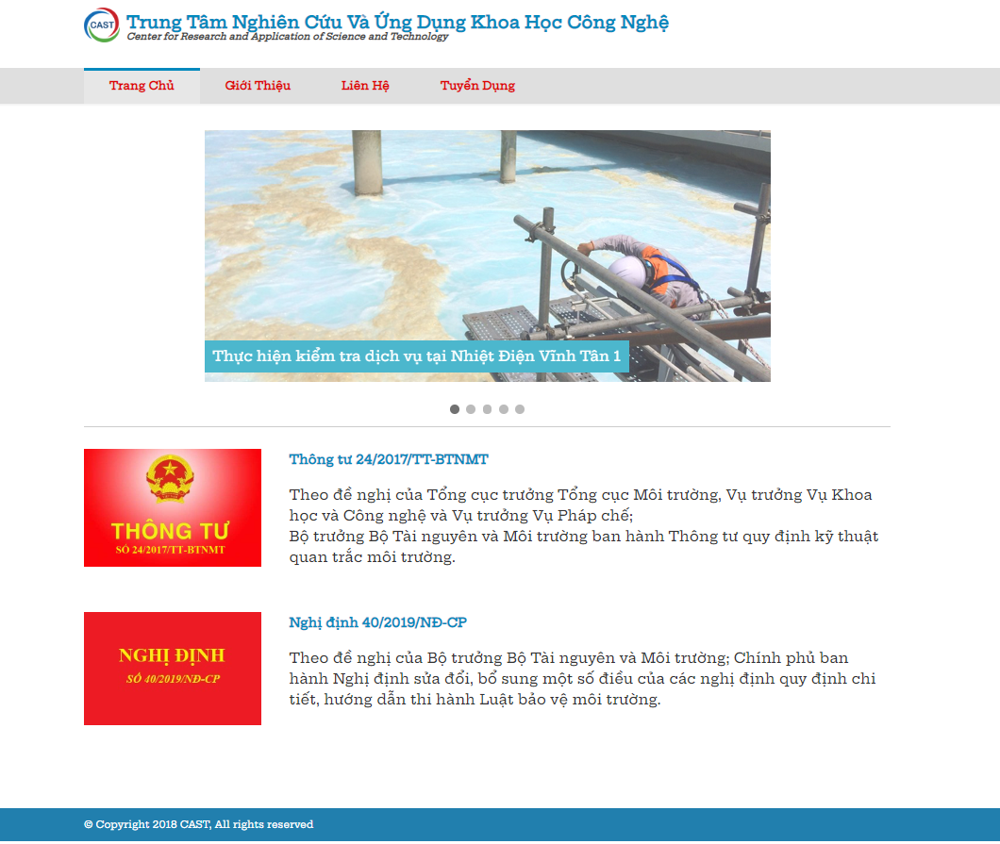 CAST
Trung Tâm Nghiên Cứu Và Ứng Dụng Khoa Học Công Nghệ
Center for Research and Application of Science and Technology
Trang Chủ
Giới Thiệu
Liên Hệ
Tuyển Dụng
Thực hiện kiểm tra dịch vụ tại Nhiệt Điện Vĩnh Tân 1
THÔNG TƯ
SỐ 24/2017/TT-BTNMT
Thông tư 24/2017/TT-BTNMT
Theo đề nghị của Tổng cục trưởng Tổng cục Môi trường, Vụ trưởng Vụ Khoa
học và Công nghệ và Vụ trưởng Vụ Pháp chế;
Bộ trưởng Bộ Tài nguyên và Môi trường ban hành Thông tư quy định kỹ thuật
quan trắc môi trường.
NGHỊ ĐỊNH
SỐ 40/2019/NĐ-CP
Nghị định 40/2019/NĐ-CP
Theo đề nghị của Bộ trưởng Bộ Tài nguyên và Môi trường; Chính phủ ban
hành Nghị định sửa đổi, bổ sung một số điều của các nghị định quy định chi
tiết, hướng dẫn thi hành Luật bảo vệ môi trường.
© Copyright 2018 CAST, All rights reserved